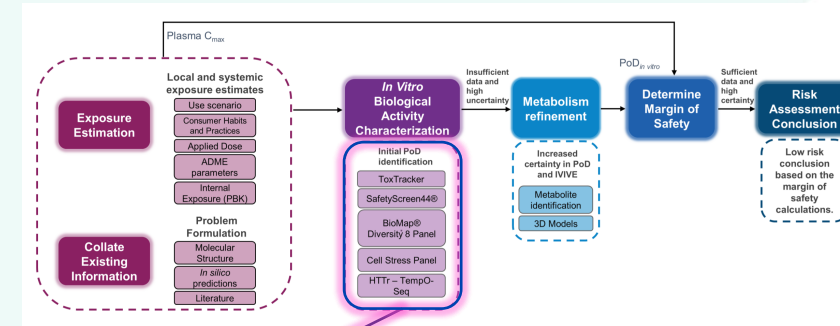 Plasma Cmax
PoDin vitro
Local and systemic
exposure estimates
Exposure
Estimation
Use scenario
Consumer Habits
and Practices
Applied Dose
ADME
parameters
Internal
Exposure (PBK)
Collate
Existing
Information
Problem
Formulation
Molecular
Structure
In silico
predictions
Literature
In Vitro
Biological
Activity
Characterization
Initial PoD
identification
ToxTracker
SafetyScreen44®
BioMap®
Diversity 8 Panel
Cell Stress Panel
HTTr – TempO-
Seq
Insufficient
data and
high
uncertainty
Metabolism
refinement
Increased
certainty in PoD
and IVIVE
Metabolite
identification
3D Models
Determine
Margin of
Safety
Sufficient
data and
high
certainty
Risk
Assessment
Conclusion
Low risk
conclusion
based on the
margin of
safety
calculations.